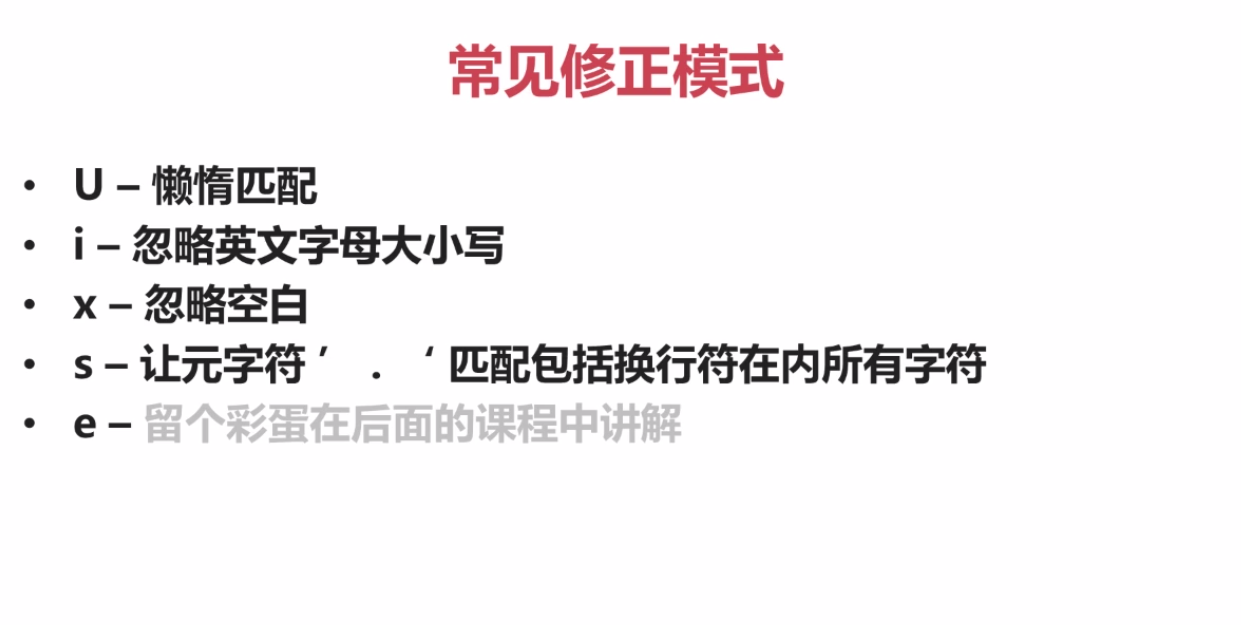 常见修正模式
• U – 懒惰匹配
• i – 忽略英文字母大小写
• x – 忽略空白
• s – 让元字符 ’ . ‘ 匹配包括换行符在内所有字符
• e – 留个彩蛋在后面的课程中讲解